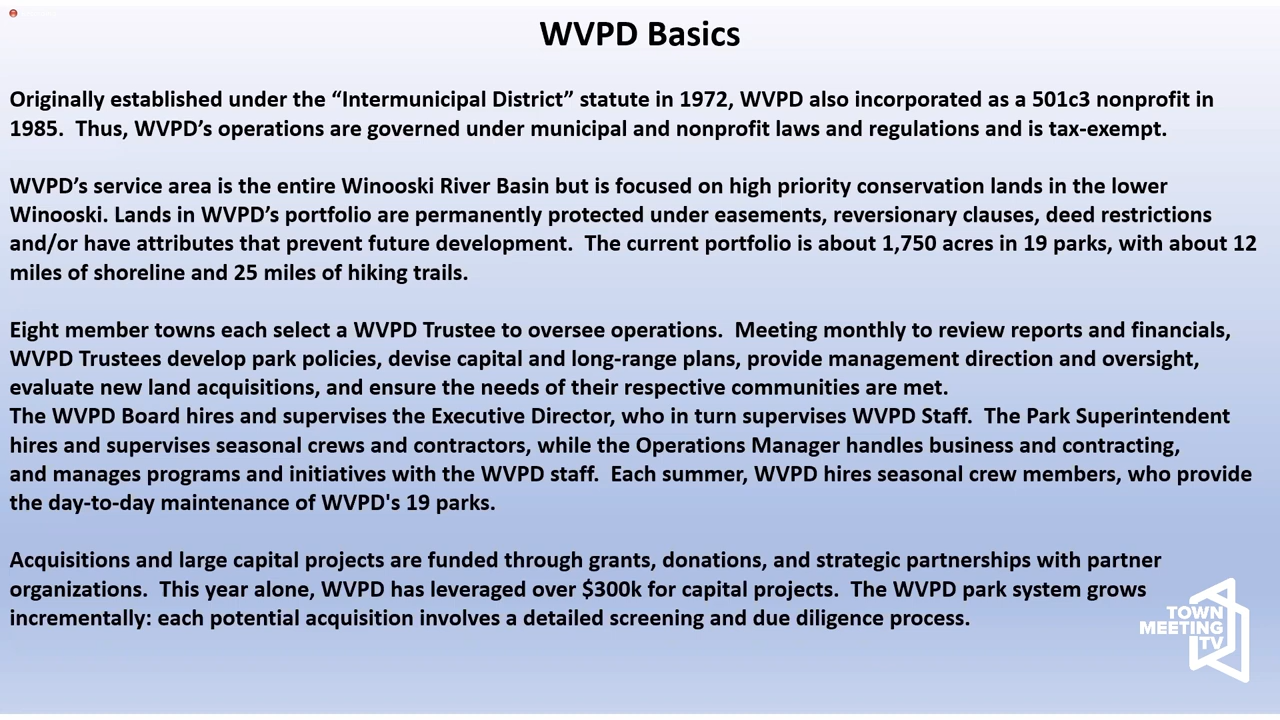 WVPD Basics
Originally established under the “Intermunicipal District” statute in 1972, WVPD also incorporated as a 501c3 nonprofit in
1985.  Thus, WVPD’s operations are governed under municipal and nonprofit laws and regulations and is tax-exempt.
WVPD’s service area is the entire Winooski River Basin but is focused on high priority conservation lands in the lower
Winooski. Lands in WVPD’s portfolio are permanently protected under easements, reversionary clauses, deed restrictions
and/or have attributes that prevent future development.  The current portfolio is about 1,750 acres in 19 parks, with about 12
miles of shoreline and 25 miles of hiking trails.
Eight member towns each select a WVPD Trustee to oversee operations.  Meeting monthly to review reports and financials,
WVPD Trustees develop park policies, devise capital and long-range plans, provide management direction and oversight,
evaluate new land acquisitions, and ensure the needs of their respective communities are met.
The WVPD Board hires and supervises the Executive Director, who in turn supervises WVPD Staff.  The Park Superintendent
hires and supervises seasonal crews and contractors, while the Operations Manager handles business and contracting,
and manages programs and initiatives with the WVPD staff.  Each summer, WVPD hires seasonal crew members, who provide
the day-to-day maintenance of WVPD's 19 parks.
Acquisitions and large capital projects are funded through grants, donations, and strategic partnerships with partner
organizations.  This year alone, WVPD has leveraged over $300k for capital projects.  The WVPD park system grows
incrementally: each potential acquisition involves a detailed screening and due diligence process.
TOWN
MEETING
TV